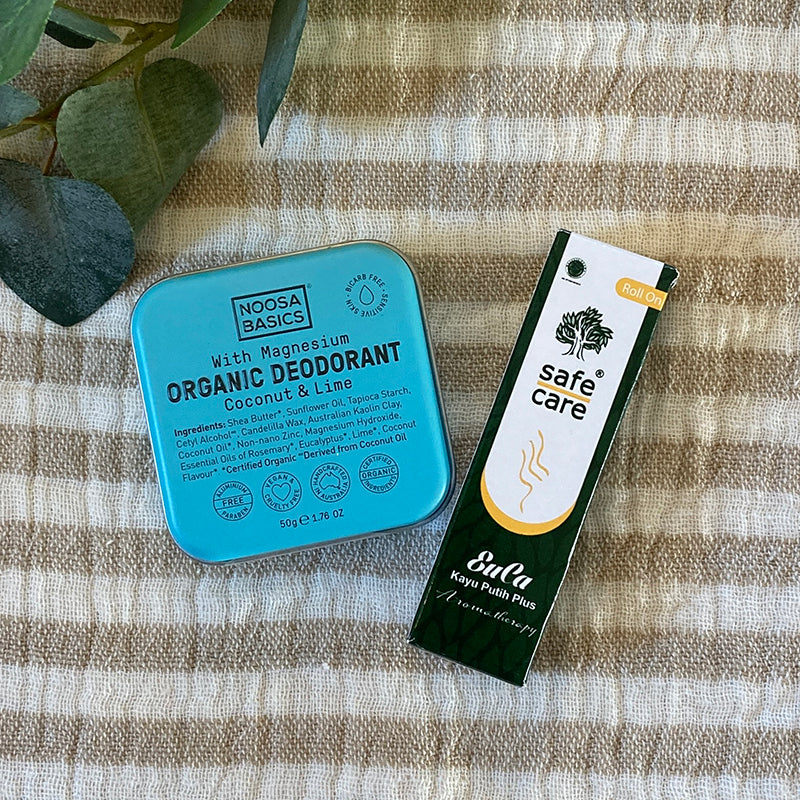 NOOSA
BASICS
BICARB FREE · SENSITIVE SKIN ·
With Magnesium
ORGANIC DEODORANT
Coconut & Lime
Ingredients: Shea Butter*, Sunflower Oil, Tapioca Starch,
Cetyl Alcohol**, Candelilla Wax, Australian Kaolin Clay,
Coconut Oil*, Non-nano Zinc, Magnesium Hydroxide,
Essential Oils of Rosemary*, Eucalyptus*, Lime*, Coconut
Flavour*. *Certified Organic **Derived from Coconut Oil
ALUMINIUM
FREE
PARABEN
VEGAN &
CRUELTY FREE
HANDCRAFTED
IN AUSTRALIA
CERTIFIED
ORGANIC
INGREDIENTS
50g e 1.76 OZ
Roll On
safe®
care
EuCa
Kayu Putih Plus
Aromatherapy